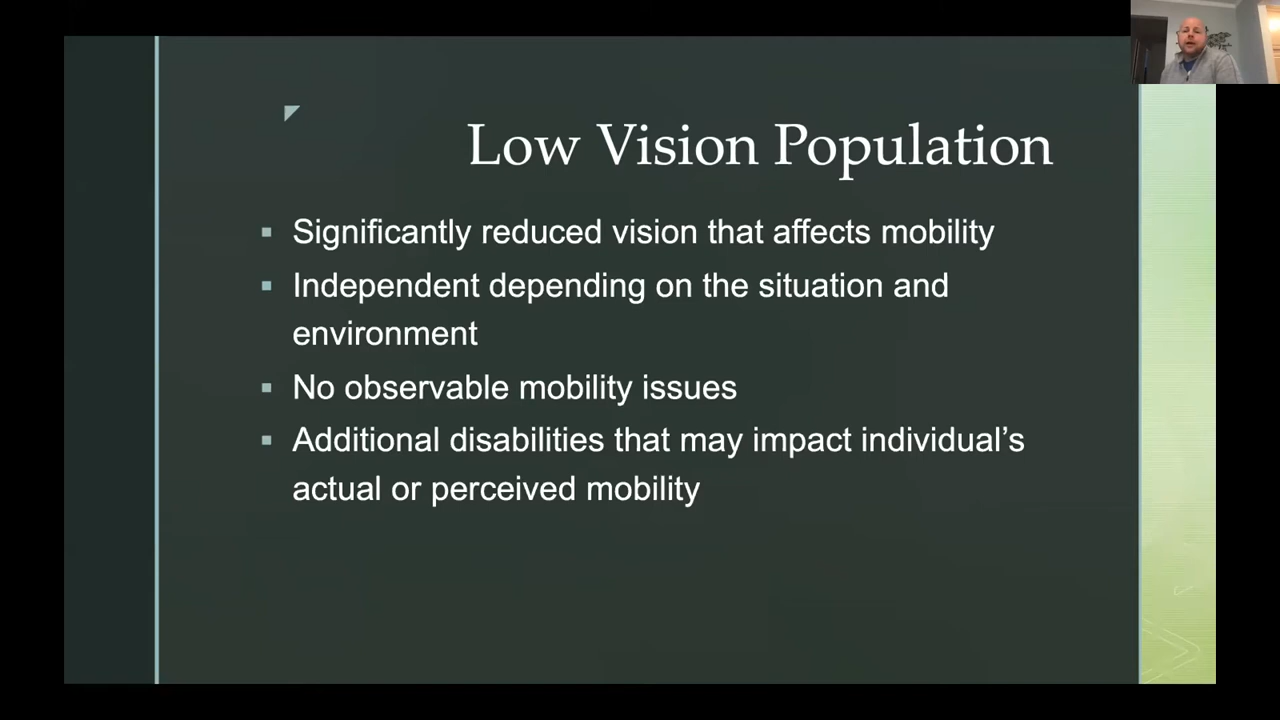 Low Vision Population
Significantly reduced vision that affects mobility
Independent depending on the situation and
environment
No observable mobility issues
Additional disabilities that may impact individual’s
actual or perceived mobility